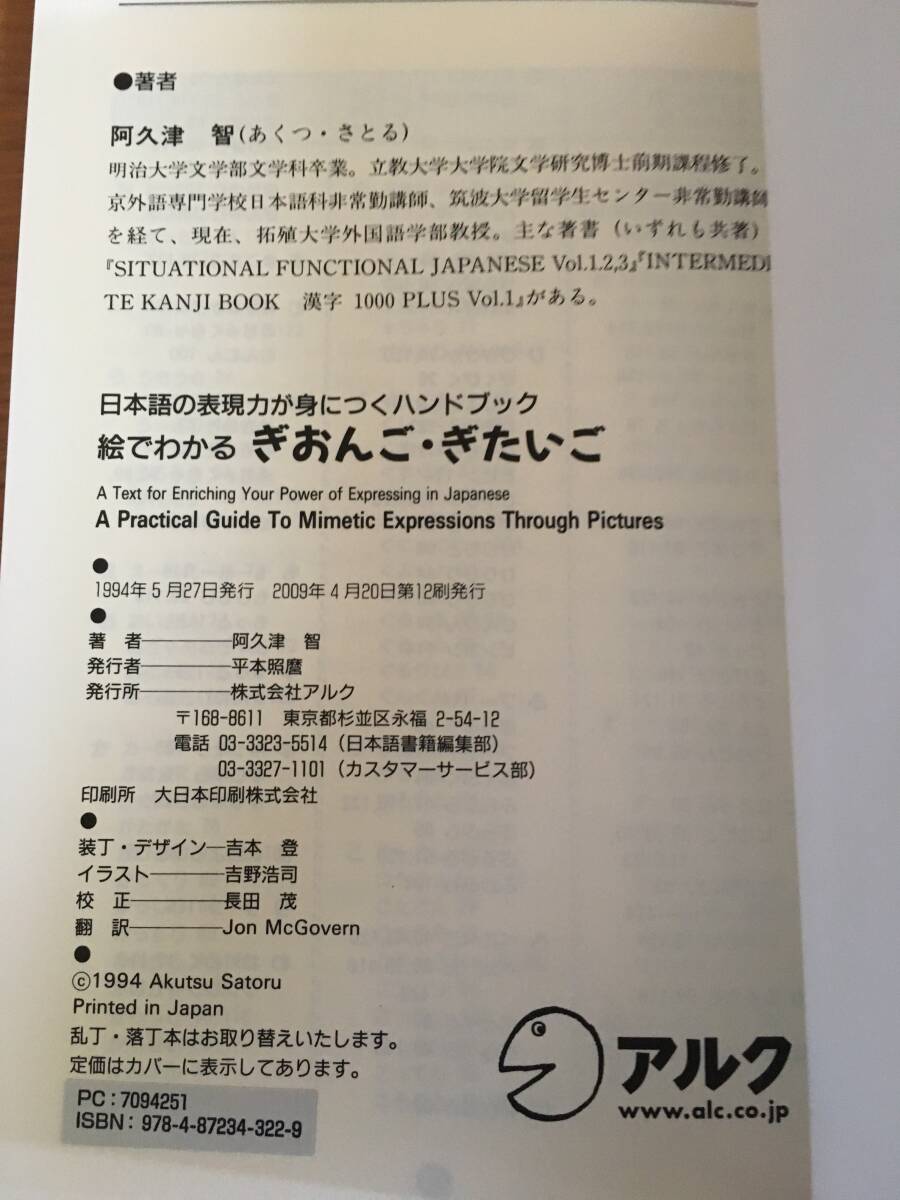 ●著者
阿久津　智(あくつ・さとる)
明治大学文学部文学科卒業。立教大学大学院文学研究博士前期課程修了。
京外語専門学校日本語科非常勤講師、筑波大学留学生センター非常勤講師
を経て、現在、拓殖大学外国語学部教授。主な著書（いずれも共著）
『SITUATIONAL FUNCTIONAL JAPANESE Vol.1.2,3』『INTERMEDI
TE KANJI BOOK　漢字 1000 PLUS Vol.1』がある。
日本語の表現力が身につくハンドブック
絵でわかる ぎおんご・ぎたいご
A Text for Enriching Your Power of Expressing in Japanese
A Practical Guide To Mimetic Expressions Through Pictures
●
1994年5月27日発行　2009年4月20日第12刷発行
●
著　者――――阿久津　智
発行者――――平本照麿
発行所――――株式会社アルク
〒168-8611　東京都杉並区永福 2-54-12
電話 03-3323-5514（日本語書籍編集部）
03-3327-1101（カスタマーサービス部）
印刷所　大日本印刷株式会社
●
装丁・デザイン―吉本　登
イラスト――――吉野浩司
校　正――――長田　茂
翻　訳――――Jon McGovern
●
©1994 Akutsu Satoru
Printed in Japan
乱丁・落丁本はお取り替えいたします。
定価はカバーに表示してあります。
PC : 7094251
ISBN : 978-4-87234-322-9
アルク
www.alc.co.jp